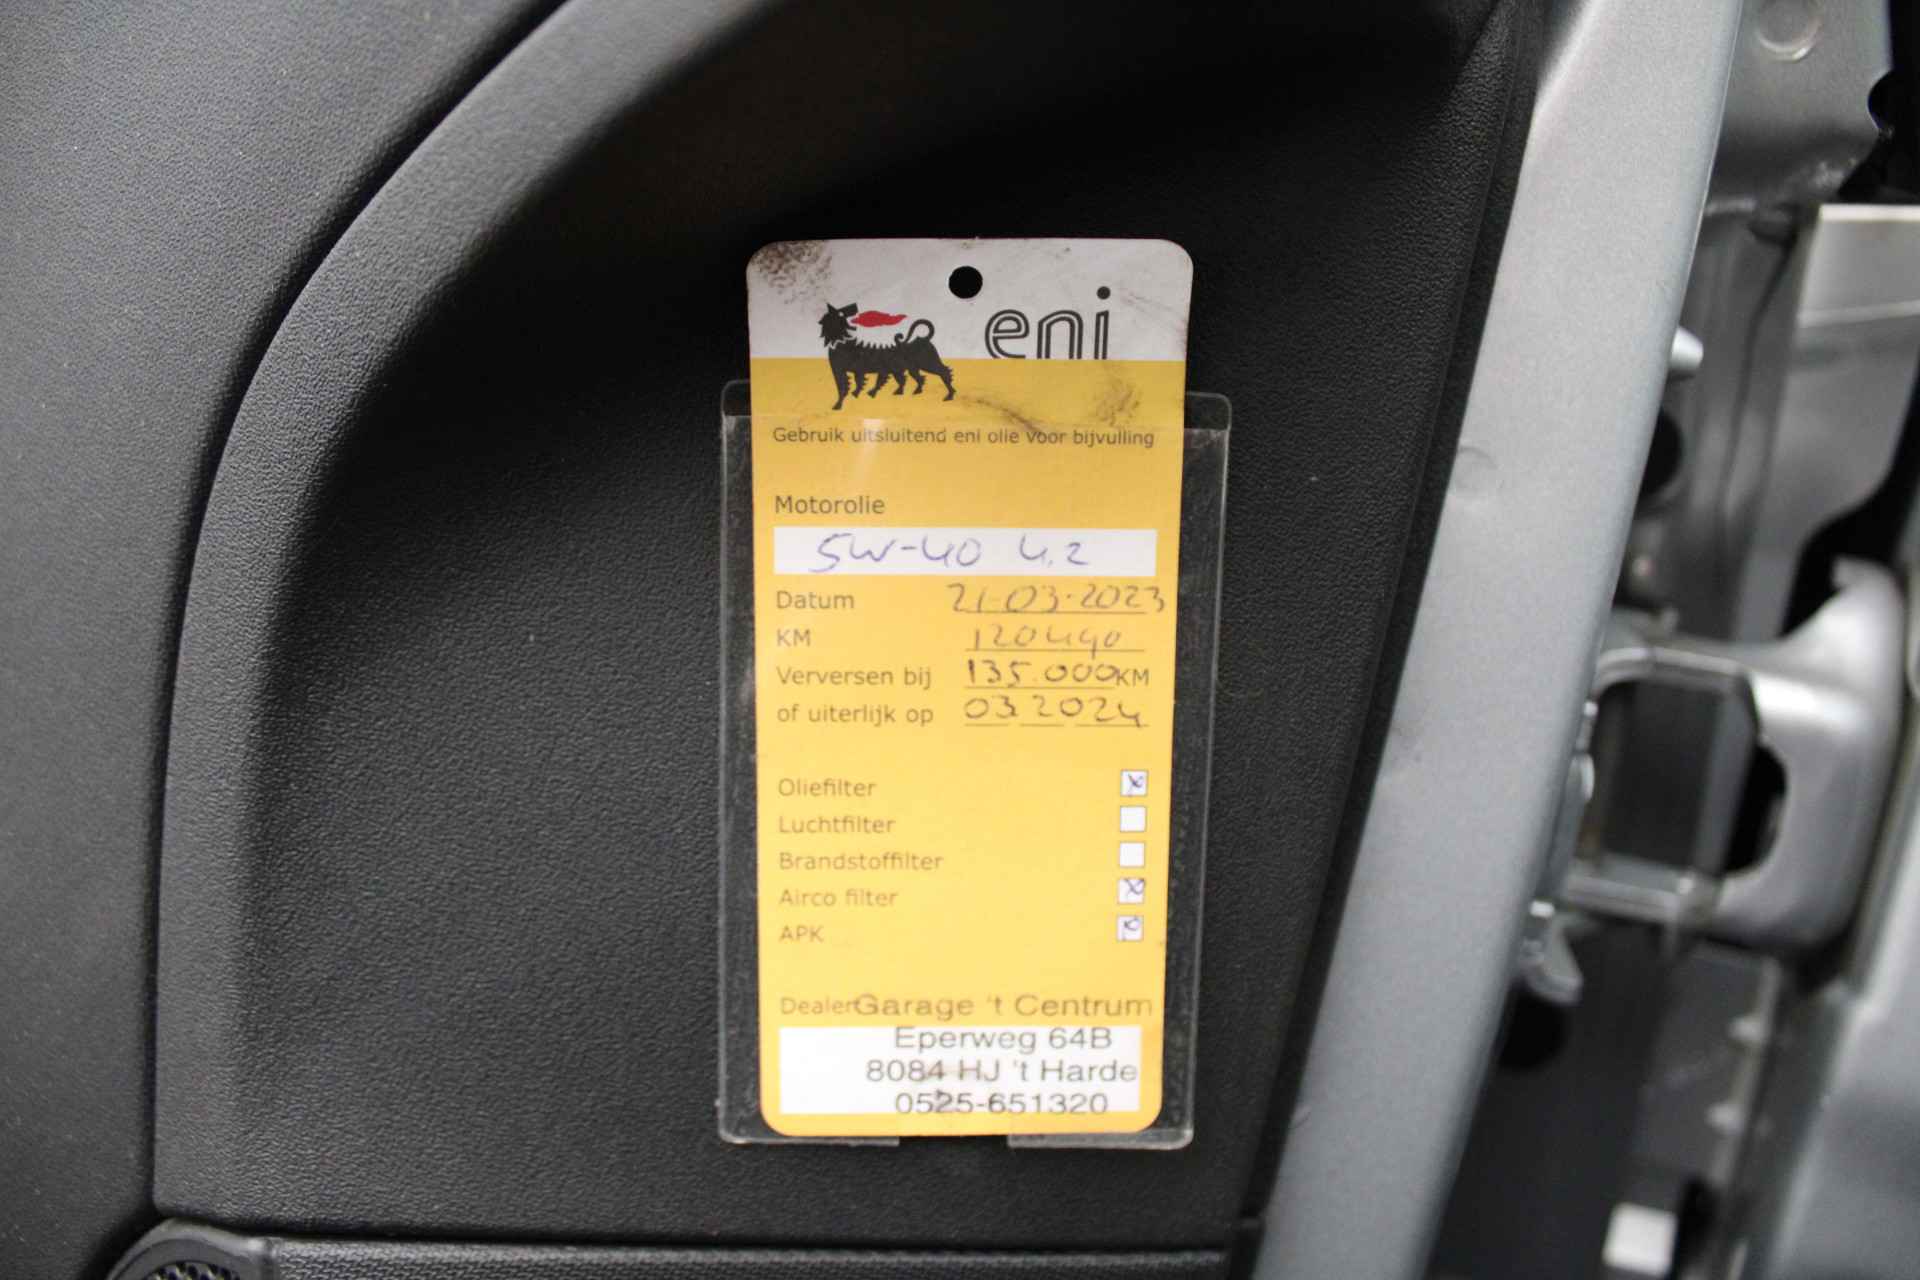 eni
Gebruik uitsluitend eni olie voor bijvulling
Motorolie
5W-40 4,2
Datum 21-03-2023
KM 120490
Verversen bij 135.000 KM
of uiterlijk op 03.2024
Oliefilter
Luchtfilter
Brandstoffilter
Airco filter
APK
Dealer Garage 't Centrum
Eperweg 64B
8084 HJ 't Harde
0525-651320